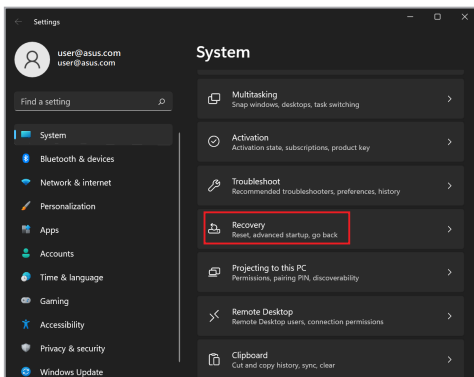 Settings
user@asus.com
user@asus.com
Find a setting
System
Bluetooth & devices
Network & internet
Personalization
Apps
Accounts
Time & language
Gaming
Accessibility
Privacy & security
Windows Update
System
Multitasking
Snap windows, desktops, task switching
Activation
Activation state, subscriptions, product key
Troubleshoot
Recommended troubleshooters, preferences, history
Recovery
Reset, advanced startup, go back
Projecting to this PC
Permissions, pairing PIN, discoverability
Remote Desktop
Remote Desktop users, connection permissions
Clipboard
Cut and copy history, sync, clear